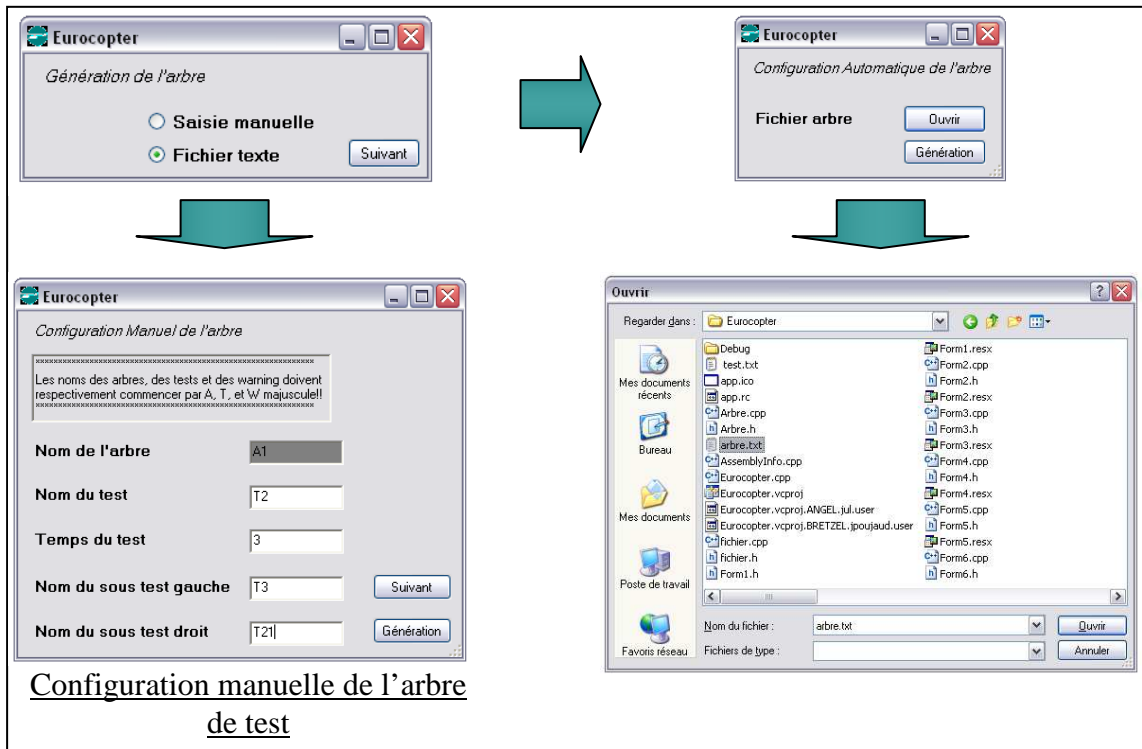 Eurocopter
Génération de l'arbre
Saisie manuelle
Fichier texte
Suivant
Eurocopter
Configuration Automatique de l'arbre
Fichier arbre
Ouvrir
Génération
Eurocopter
Configuration Manuel de l'arbre
Les noms des arbres, des tests et des warning doivent
respectivement commencer par A, T, et W majuscule!!
Nom de l'arbre
A1
Nom du test
T2
Temps du test
3
Nom du sous test gauche
T3
Suivant
Nom du sous test droit
T21
Génération
Configuration manuelle de l'arbre
de test
Ouvrir
Regarder dans :
Eurocopter
Mes documents
récents
Bureau
Mes documents
Poste de travail
Favoris réseau
Debug
test.txt
app.ico
app.rc
Arbre.cpp
Arbre.h
arbre.txt
AssemblyInfo.cpp
Eurocopter.cpp
Eurocopter.vcproj
Eurocopter.vcproj.ANGEL.jul.user
Eurocopter.vcproj.BRETZEL.jpoujaud.user
fichier.cpp
fichier.h
Form1.h
Form1.resx
Form2.cpp
Form2.h
Form2.resx
Form3.cpp
Form3.h
Form3.resx
Form4.cpp
Form4.h
Form4.resx
Form5.cpp
Form5.h
Form5.resx
Form6.cpp
Form6.h
Nom du fichier :
arbre.txt
Ouvrir
Fichiers de type :
Annuler